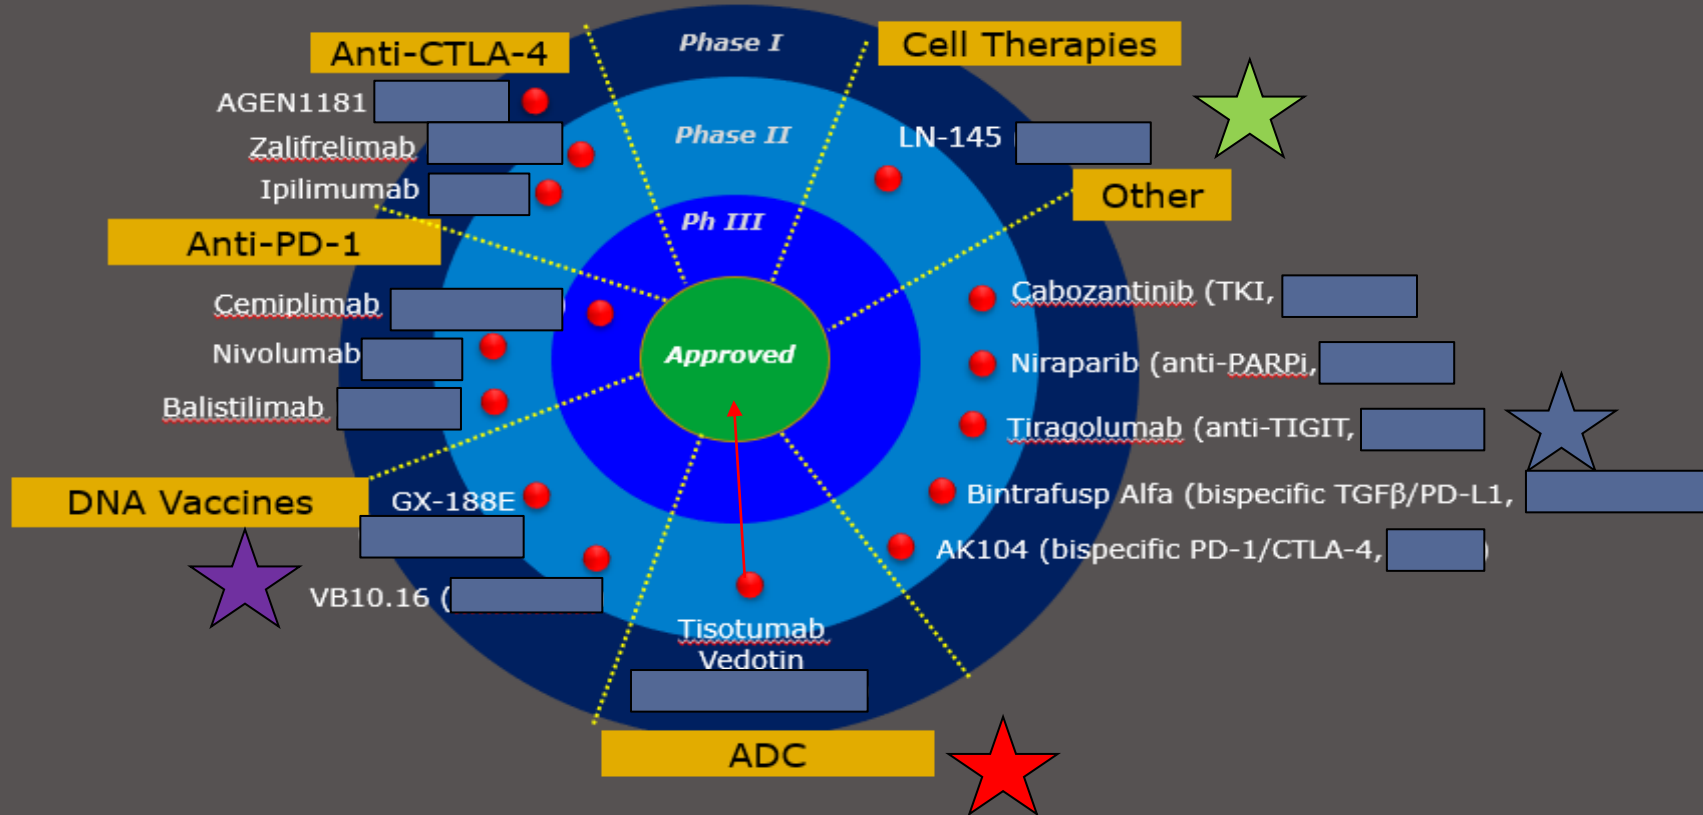 Phase I
Phase II
Ph III
Approved
Anti-CTLA-4
AGEN1181
Zalifrelimab
Ipilimumab
Anti-PD-1
Cemiplimab )
Nivolumab
Balistilimab
DNA Vaccines
GX-188E
VB10.16 (
Tisotumab
Vedotin
ADC
Cell Therapies
LN-145
Other
Cabozantinib (TKI,
Niraparib (anti-PARPi,
Tiragolumab (anti-TIGIT,
Bintrafusp Alfa (bispecific TGFβ/PD-L1,
AK104 (bispecific PD-1/CTLA-4, )